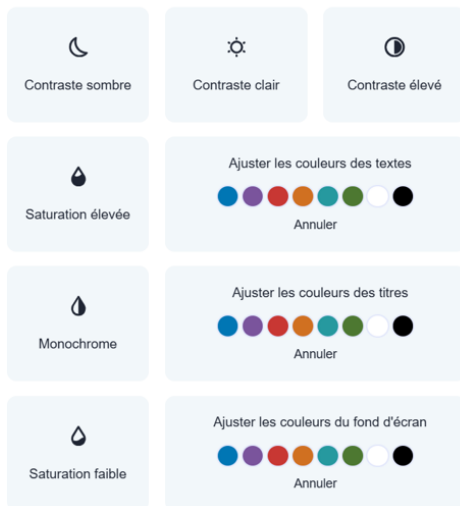 Contraste sombre
Contraste clair
Contraste élevé
Saturation élevée
Ajuster les couleurs des textes
Annuler
Monochrome
Ajuster les couleurs des titres
Annuler
Saturation faible
Ajuster les couleurs du fond d'écran
Annuler